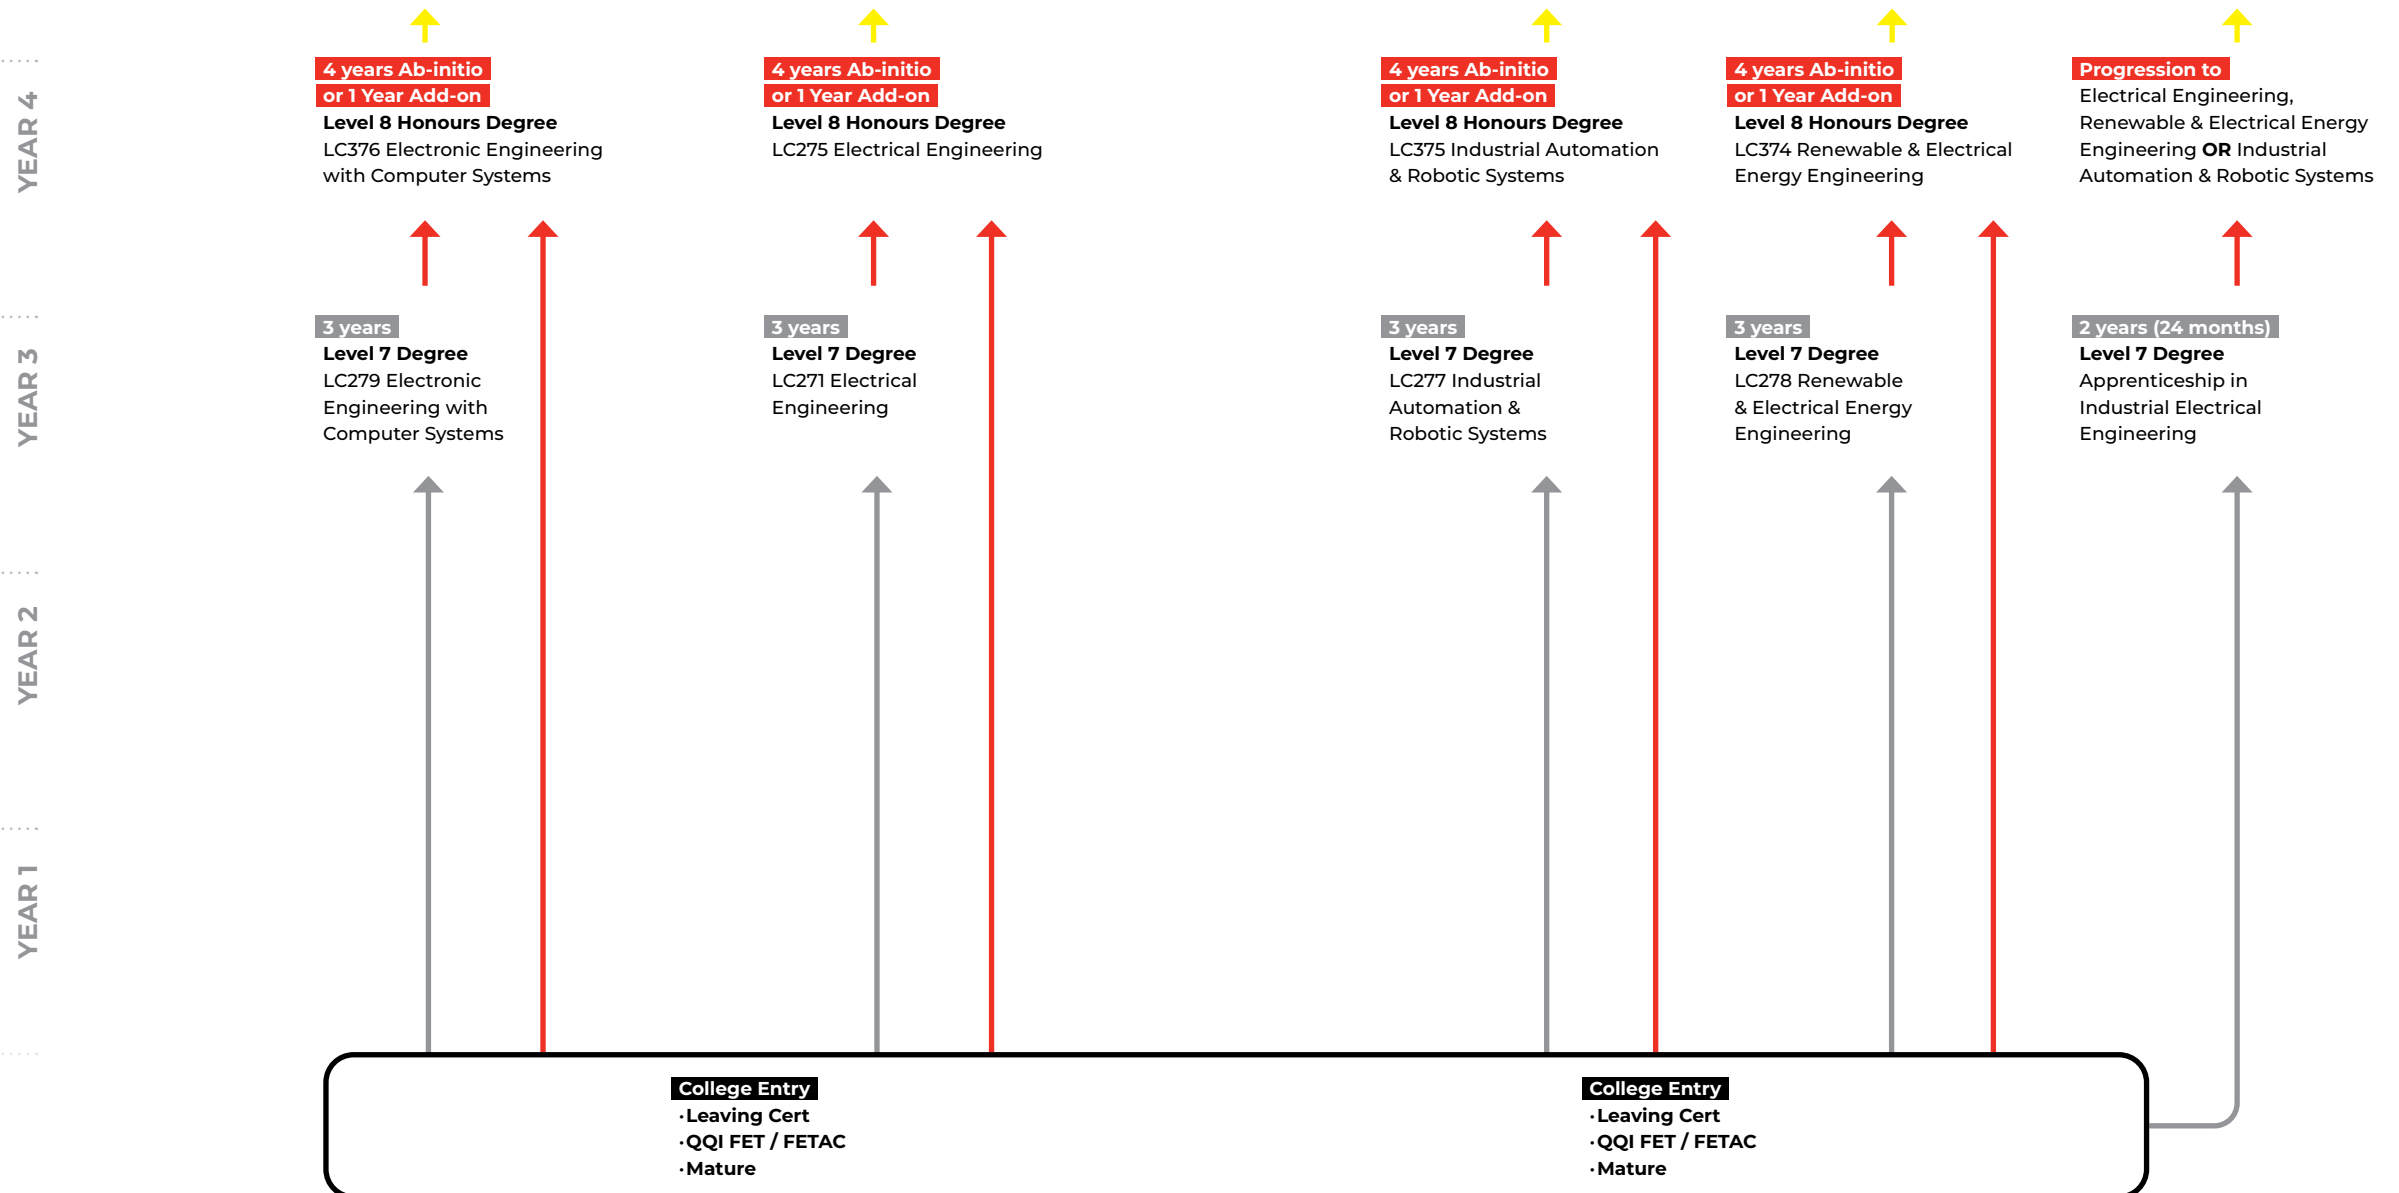 YEAR 4
4 years Ab-initio
or 1 Year Add-on
Level 8 Honours Degree
LC376 Electronic Engineering
with Computer Systems
4 years Ab-initio
or 1 Year Add-on
Level 8 Honours Degree
LC275 Electrical Engineering
4 years Ab-initio
or 1 Year Add-on
Level 8 Honours Degree
LC375 Industrial Automation
& Robotic Systems
4 years Ab-initio
or 1 Year Add-on
Level 8 Honours Degree
LC374 Renewable & Electrical
Energy Engineering
Progression to
Electrical Engineering,
Renewable & Electrical Energy
Engineering OR Industrial
Automation & Robotic Systems
YEAR 3
3 years
Level 7 Degree
LC279 Electronic
Engineering with
Computer Systems
3 years
Level 7 Degree
LC271 Electrical
Engineering
3 years
Level 7 Degree
LC277 Industrial
Automation &
Robotic Systems
3 years
Level 7 Degree
LC278 Renewable
& Electrical Energy
Engineering
2 years (24 months)
Level 7 Degree
Apprenticeship in
Industrial Electrical
Engineering
YEAR 2
YEAR 1
College Entry
· Leaving Cert
· QQI FET / FETAC
· Mature
College Entry
· Leaving Cert
· QQI FET / FETAC
· Mature